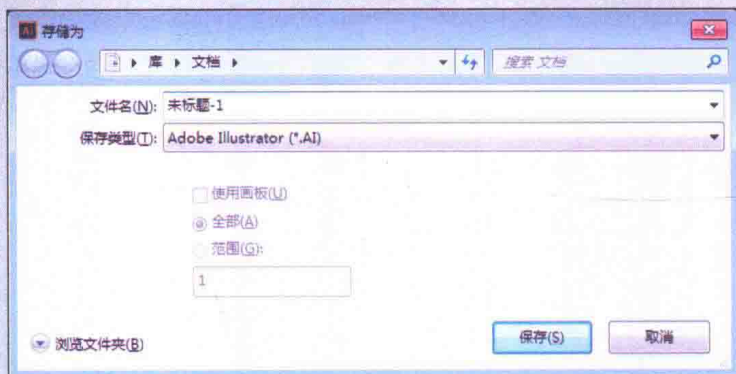 Ai 存储为
库 ▸ 文档 ▸ 搜索 文档
文件名(N): 未标题-1
保存类型(T): Adobe Illustrator (*.AI)
使用画板(U)
全部(A)
范围(G):
1
浏览文件夹(B) 保存(S) 取消